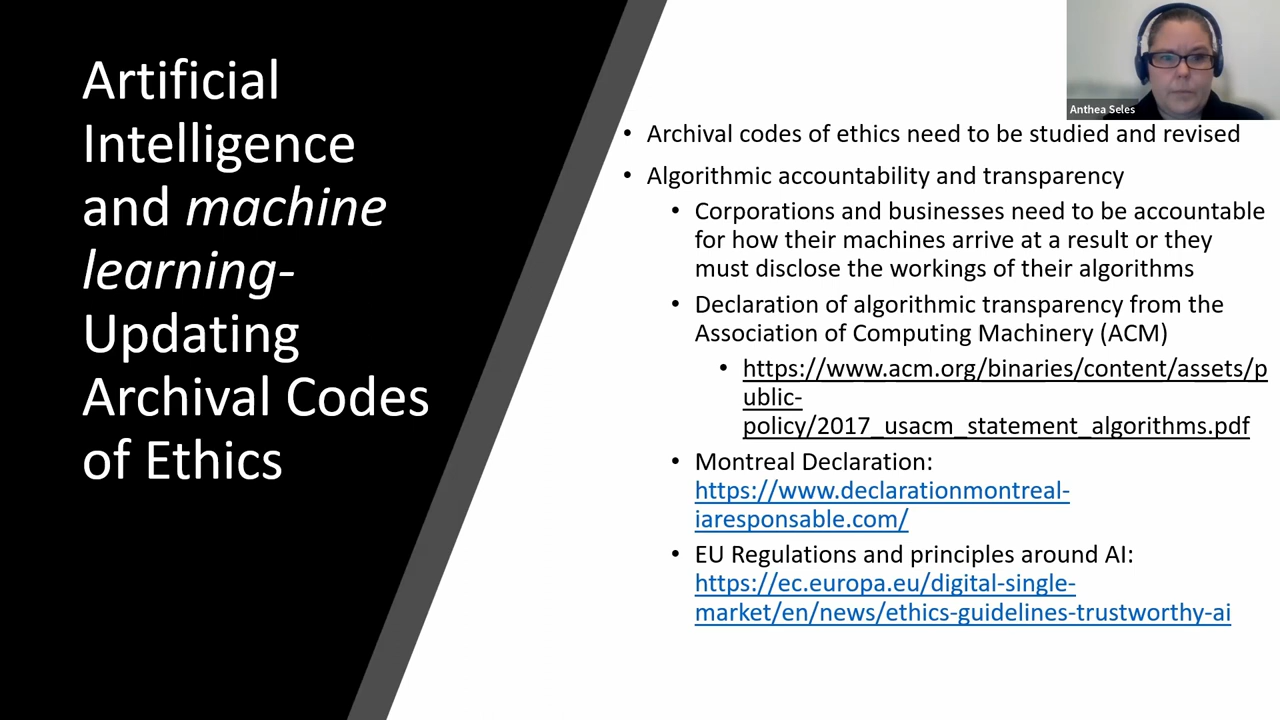 Artificial
Intelligence
and machine
learning-
Updating
Archival Codes
of Ethics
Anthea Seles
• Archival codes of ethics need to be studied and revised
• Algorithmic accountability and transparency
• Corporations and businesses need to be accountable
for how their machines arrive at a result or they
must disclose the workings of their algorithms
• Declaration of algorithmic transparency from the
Association of Computing Machinery (ACM)
• https://www.acm.org/binaries/content/assets/p
ublic-
policy/2017_usacm_statement_algorithms.pdf
• Montreal Declaration:
https://www.declarationmontreal-
iaresponsable.com/
• EU Regulations and principles around AI:
https://ec.europa.eu/digital-single-
market/en/news/ethics-guidelines-trustworthy-ai